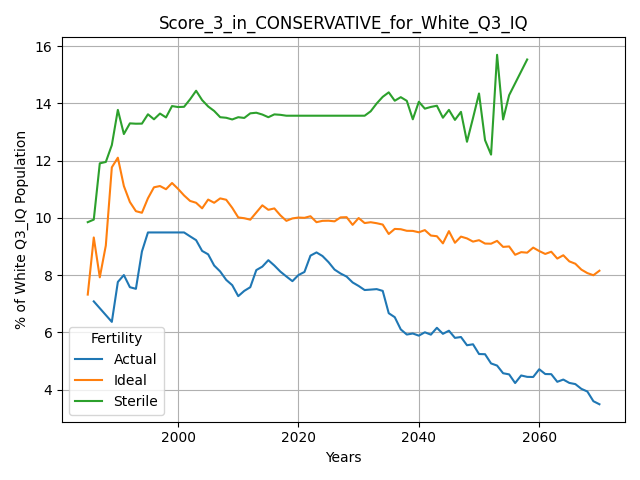 Score_3_in_CONSERVATIVE_for_White_Q3_IQ
% of White Q3_IQ Population
16
14
12
10
8
6
4
Fertility
Actual
Ideal
Sterile
2000
2020
2040
2060
Years